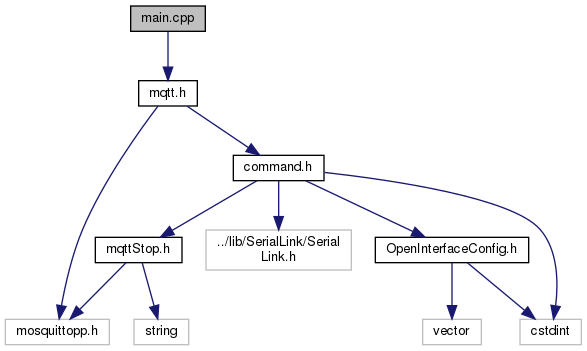 main.cpp
mqtt.h
command.h
mqttStop.h
../lib/SerialLink/Serial
Link.h
OpenInterfaceConfig.h
mosquittopp.h
string
vector
cstdint